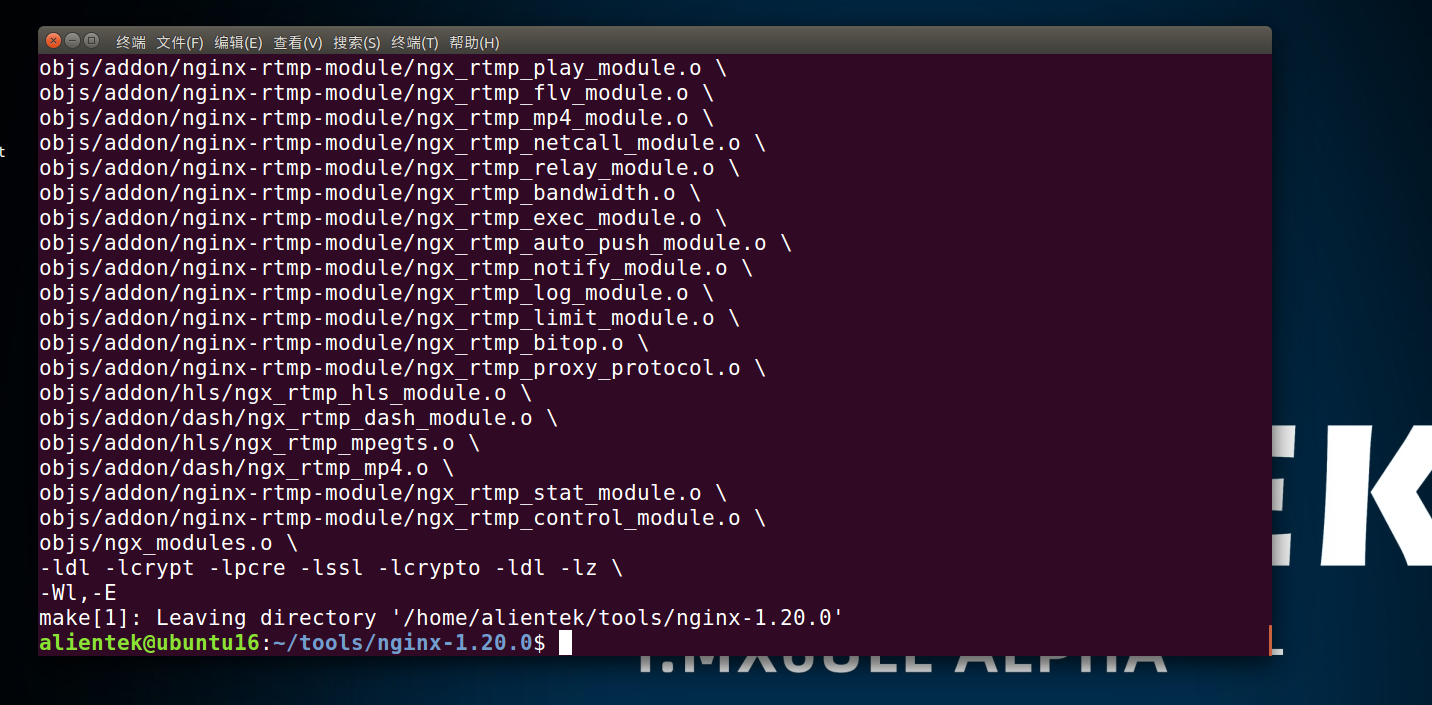 终端 文件(F) 编辑(E) 查看(V) 搜索(S) 终端(T) 帮助(H)
objs/addon/nginx-rtmp-module/ngx_rtmp_play_module.o \
objs/addon/nginx-rtmp-module/ngx_rtmp_flv_module.o \
objs/addon/nginx-rtmp-module/ngx_rtmp_mp4_module.o \
t
objs/addon/nginx-rtmp-module/ngx_rtmp_netcall_module.o \
objs/addon/nginx-rtmp-module/ngx_rtmp_relay_module.o \
objs/addon/nginx-rtmp-module/ngx_rtmp_bandwidth.o \
objs/addon/nginx-rtmp-module/ngx_rtmp_exec_module.o \
objs/addon/nginx-rtmp-module/ngx_rtmp_auto_push_module.o \
objs/addon/nginx-rtmp-module/ngx_rtmp_notify_module.o \
objs/addon/nginx-rtmp-module/ngx_rtmp_log_module.o \
objs/addon/nginx-rtmp-module/ngx_rtmp_limit_module.o \
objs/addon/nginx-rtmp-module/ngx_rtmp_bitop.o \
objs/addon/nginx-rtmp-module/ngx_rtmp_proxy_protocol.o \
objs/addon/hls/ngx_rtmp_hls_module.o \
objs/addon/dash/ngx_rtmp_dash_module.o \
objs/addon/hls/ngx_rtmp_mpegts.o \
objs/addon/dash/ngx_rtmp_mp4.o \
objs/addon/nginx-rtmp-module/ngx_rtmp_stat_module.o \
objs/addon/nginx-rtmp-module/ngx_rtmp_control_module.o \
objs/ngx_modules.o \
-ldl -lcrypt -lpcre -lssl -lcrypto -ldl -lz \
-Wl,-E
make[1]: Leaving directory '/home/alientek/tools/nginx-1.20.0'
alientek@ubuntu16:~/tools/nginx-1.20.0$
EK
I.MX6ULL ALPHA